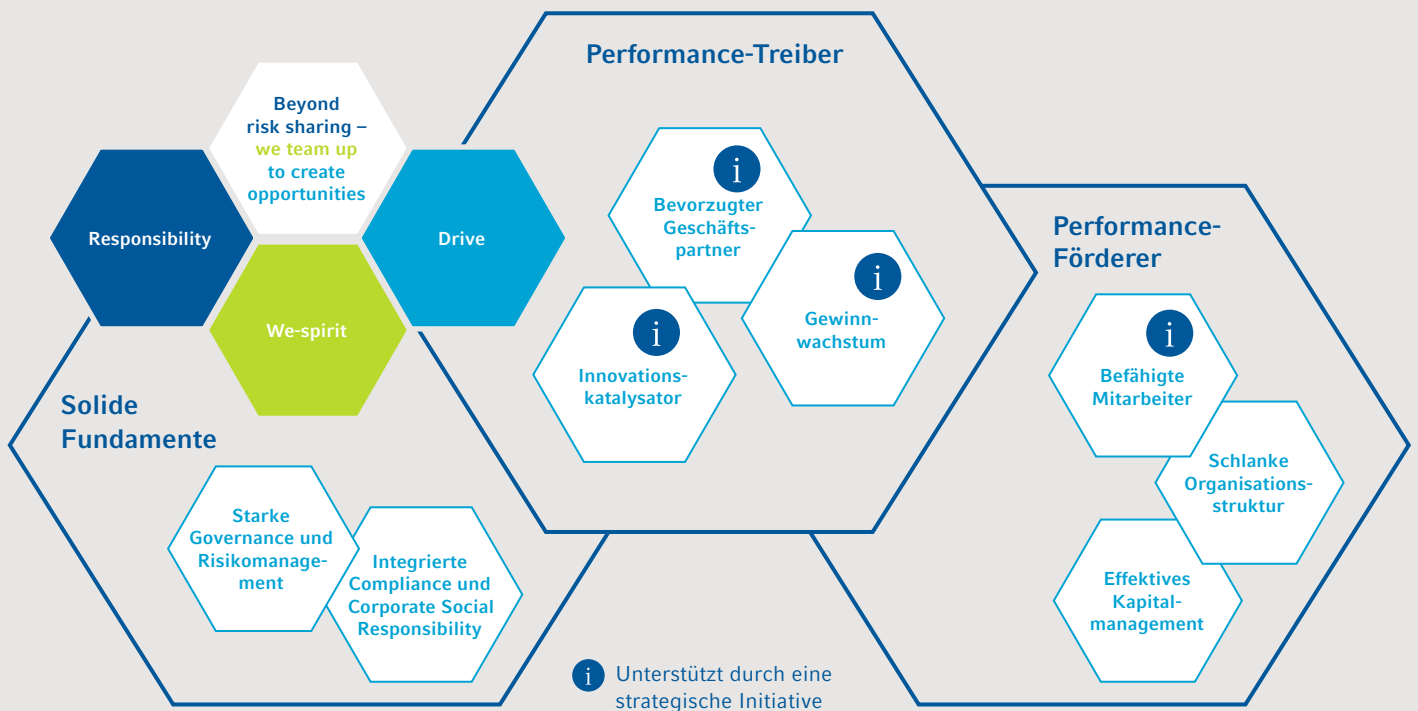 Performance-Treiber
Beyond
risk sharing –
we team up
to create
opportunities
Responsibility
Drive
We-spirit
i
Bevorzugter
Geschäfts-
partner
i
Gewinn-
wachstum
i
Innovations-
katalysator
Performance-
Förderer
i
Befähigte
Mitarbeiter
Schlanke
Organisations-
struktur
Effektives
Kapital-
management
Solide
Fundamente
Starke
Governance und
Risikomanage-
ment
Integrierte
Compliance und
Corporate Social
Responsibility
i Unterstützt durch eine
strategische Initiative